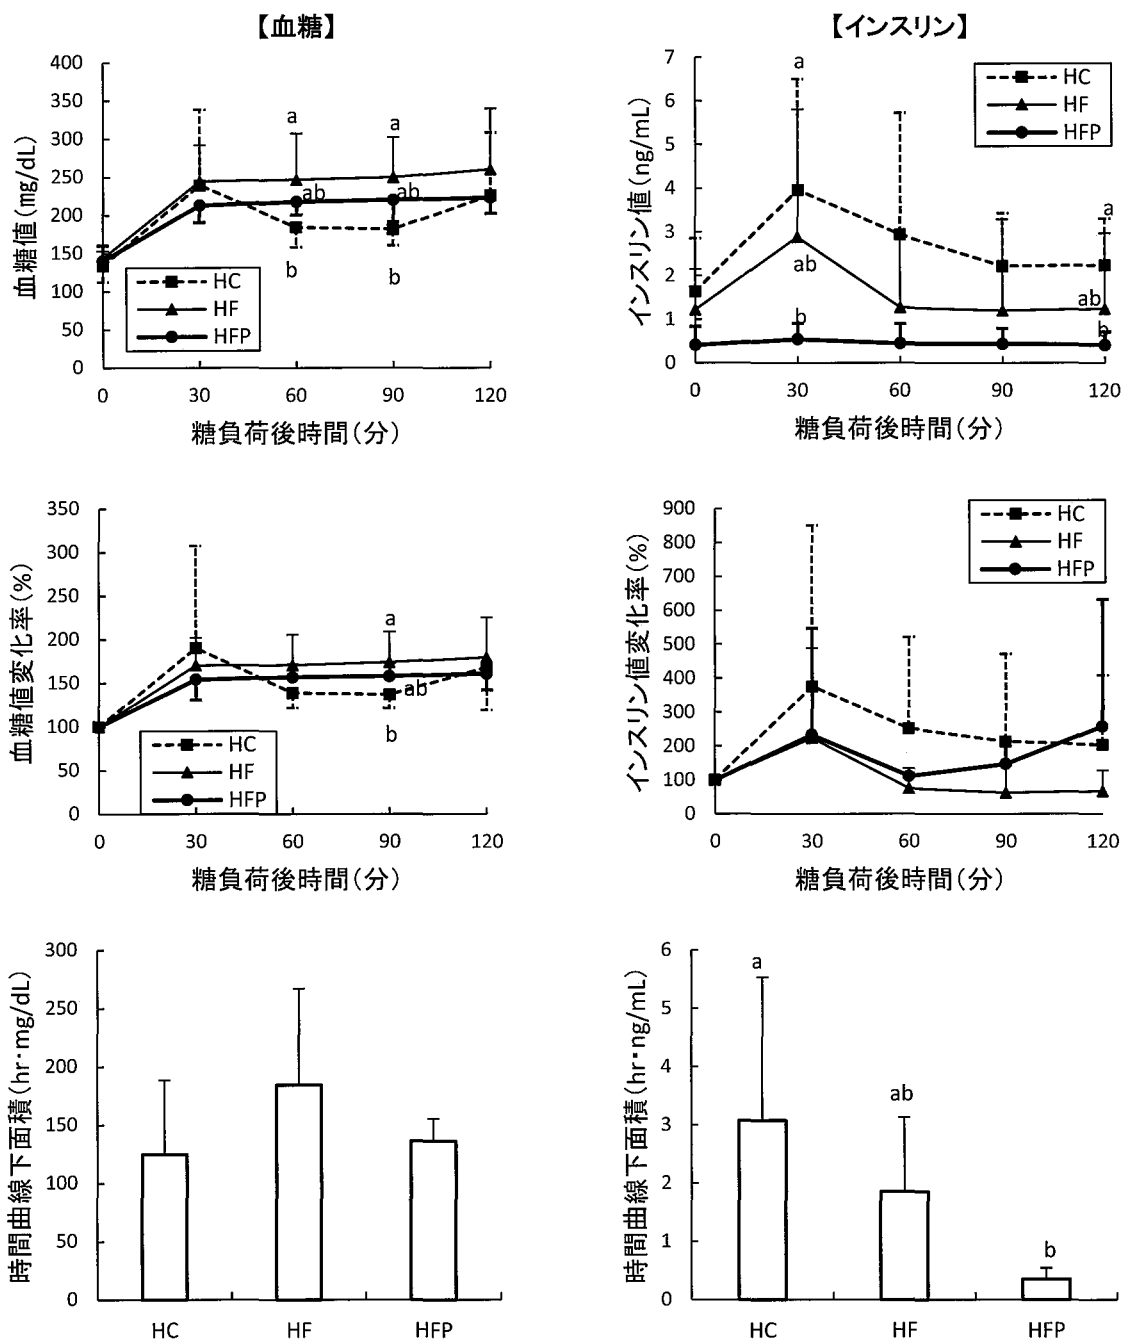 【血糖】
血糖値(mg/dL)
400
350
300
250
200
150
100
50
0
a
a
ab
ab
b
b
HC
HF
HFP
0 30 60 90 120
糖負荷後時間(分)
【インスリン】
インスリン値(ng/mL)
7
6
5
4
3
2
1
0
a
a
ab
ab
b
b
HC
HF
HFP
0 30 60 90 120
糖負荷後時間(分)
血糖値変化率(%)
350
300
250
200
150
100
50
0
a
ab
b
HC
HF
HFP
0 30 60 90 120
糖負荷後時間(分)
インスリン値変化率(%)
900
800
700
600
500
400
300
200
100
0
HC
HF
HFP
0 30 60 90 120
糖負荷後時間(分)
時間曲線下面積(hr・mg/dL)
300
250
200
150
100
50
0
HC HF HFP
時間曲線下面積(hr・ng/mL)
6
5
4
3
2
1
0
a
ab
b
HC HF HFP